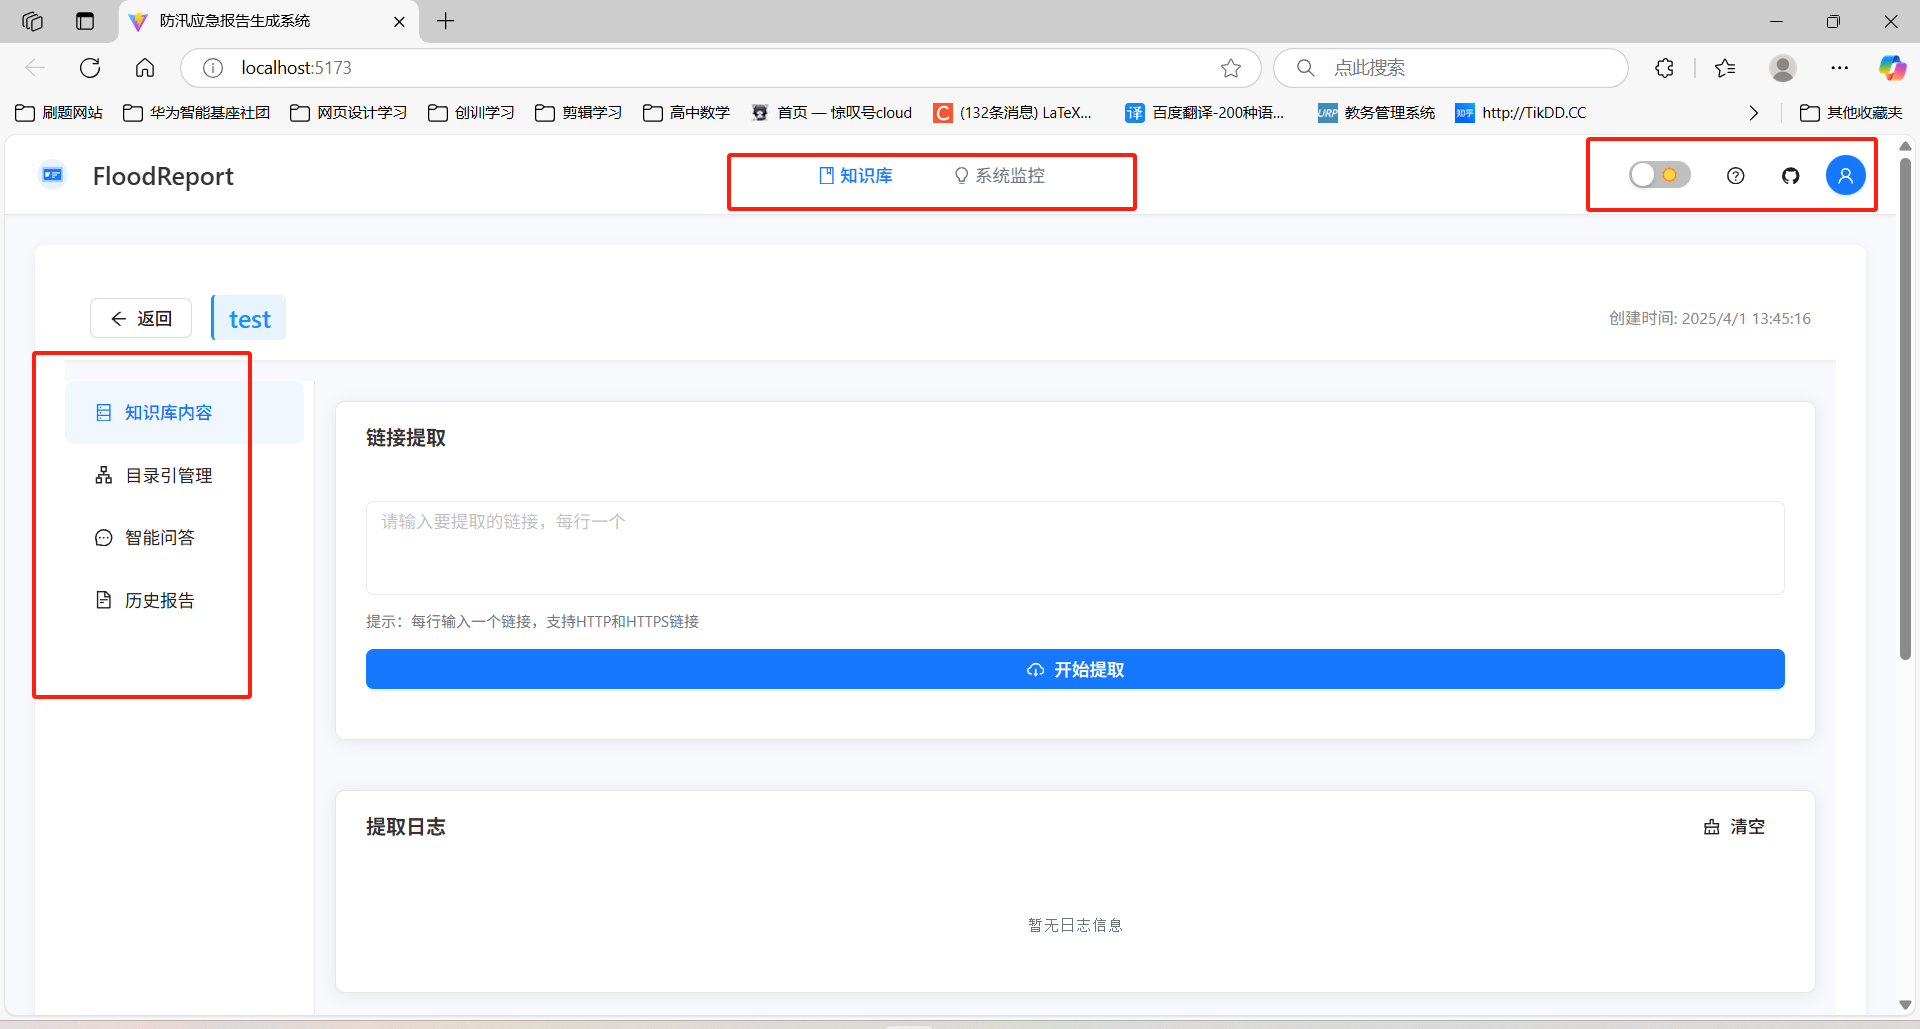 防汛应急报告生成系统
localhost:5173
点此搜索
刷题网站
华为智能基座社团
网页设计学习
创训学习
剪辑学习
高中数学
首页 — 惊叹号cloud
C
(132条消息) LaTeX...
译
百度翻译-200种语...
URP
教务管理系统
知乎
http://TikDD.CC
其他收藏夹
FloodReport
知识库
系统监控
返回
test
创建时间: 2025/4/1 13:45:16
知识库内容
目录引管理
智能问答
历史报告
链接提取
请输入要提取的链接，每行一个
提示：每行输入一个链接，支持HTTP和HTTPS链接
开始提取
提取日志
清空
暂无日志信息